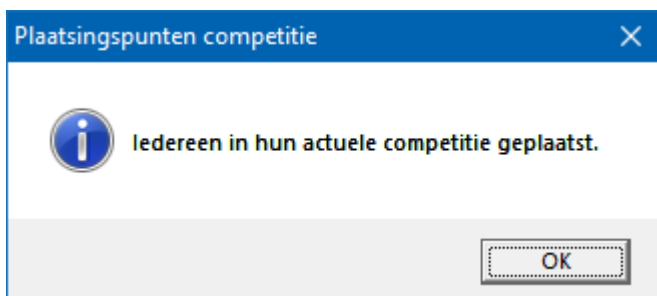 Plaatsingspunten competitie
Iedereen in hun actuele competitie geplaatst.
OK